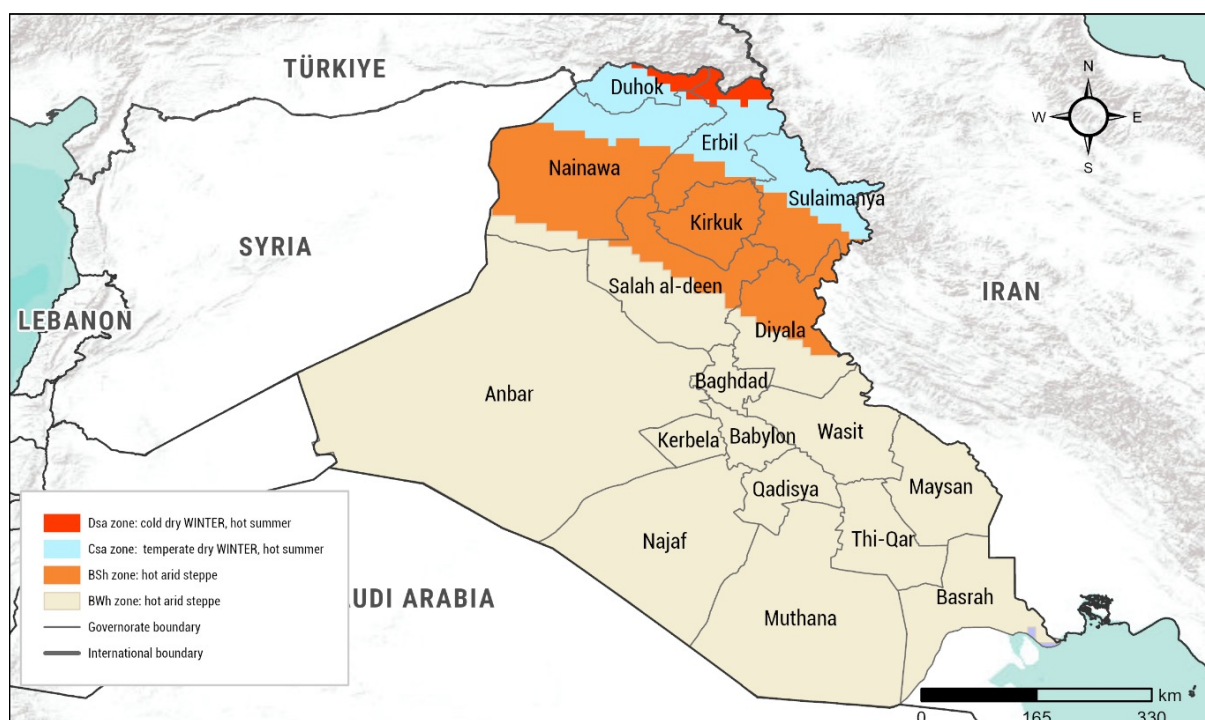 TÜRKIYE
Duhok
N
W E
S
Erbil
Nainawa
Sulaimanya
Kirkuk
SYRIA
Salah al-deen
IRAN
LEBANON
Diyala
Baghdad
Anbar
Kerbela
Babylon
Wasit
Qadisya
Maysan
Najaf
Thi-Qar
Basrah
Muthana
AUDI ARABIA
Dsa zone: cold dry WINTER, hot summer
Csa zone: temperate dry WINTER, hot summer
BSh zone: hot arid steppe
BWh zone: hot arid steppe
Governorate boundary
International boundary
km
0 165 330